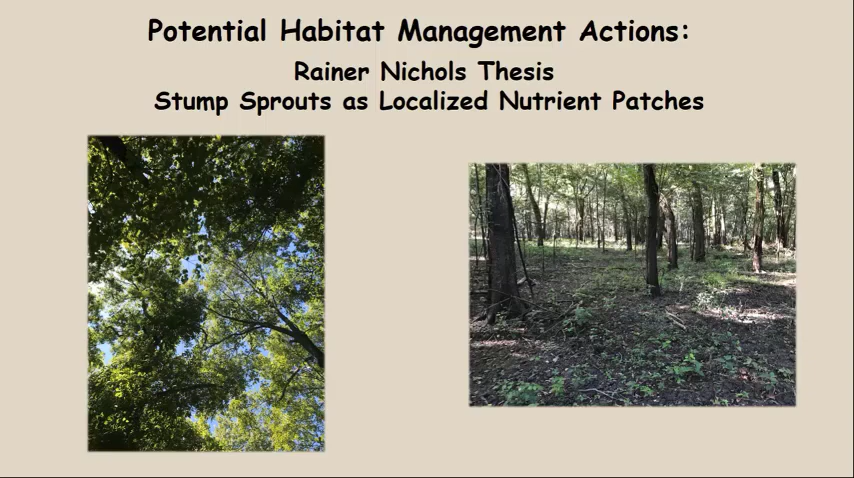 Potential Habitat Management Actions:
Rainer Nichols Thesis
Stump Sprouts as Localized Nutrient Patches